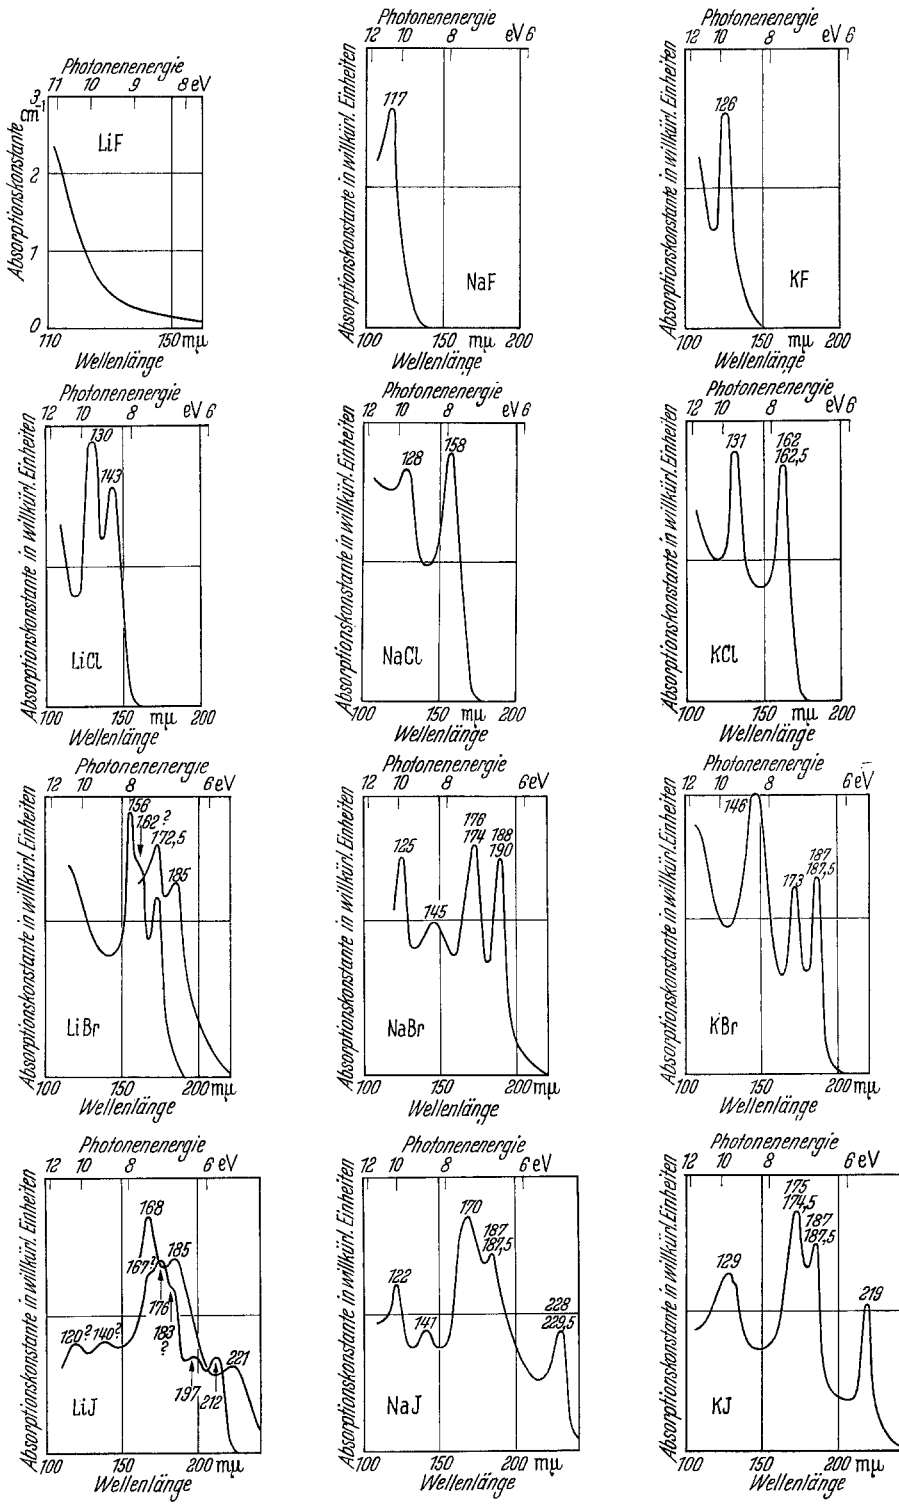 Photonenenergie
11 10 9 8 eV
Absorptionskonstante
3
cm⁻¹
2
1
0
LiF
110 150 mµ
Wellenlänge
Photonenenergie
12 10 8 eV 6
Absorptionskonstante in willkürl. Einheiten
117
NaF
100 150 mµ 200
Wellenlänge
Photonenenergie
12 10 8 eV 6
Absorptionskonstante in willkürl. Einheiten
126
KF
100 150 mµ 200
Wellenlänge
Photonenenergie
12 10 8 eV 6
Absorptionskonstante in willkürl. Einheiten
130
143
LiCl
100 150 mµ 200
Wellenlänge
Photonenenergie
12 10 8 eV 6
Absorptionskonstante in willkürl. Einheiten
128
158
NaCl
100 150 mµ 200
Wellenlänge
Photonenenergie
12 10 8 eV 6
Absorptionskonstante in willkürl. Einheiten
131
162
162,5
KCl
100 150 mµ 200
Wellenlänge
Photonenenergie
12 10 8 6 eV
Absorptionskonstante in willkürl. Einheiten
156
162 ?
172,5
185
LiBr
100 150 200 mµ
Wellenlänge
Photonenenergie
12 10 8 6 eV
Absorptionskonstante in willkürl. Einheiten
125
145
176
174
188
190
NaBr
100 150 200 mµ
Wellenlänge
Photonenenergie
12 10 8 6 eV
Absorptionskonstante in willkürl. Einheiten
146
173
187
187,5
KBr
100 150 200 mµ
Wellenlänge
Photonenenergie
12 10 8 6 eV
Absorptionskonstante in willkürl. Einheiten
168
167?
185
176
183
?
120? 140?
197
212
221
LiJ
100 150 200 mµ
Wellenlänge
Photonenenergie
12 10 8 6 eV
Absorptionskonstante in willkürl. Einheiten
170
187
187,5
122
141
228
229,5
NaJ
100 150 200 mµ
Wellenlänge
Photonenenergie
12 10 8 6 eV
Absorptionskonstante in willkürl. Einheiten
175
174,5
187
187,5
129
219
KJ
100 150 200 mµ
Wellenlänge